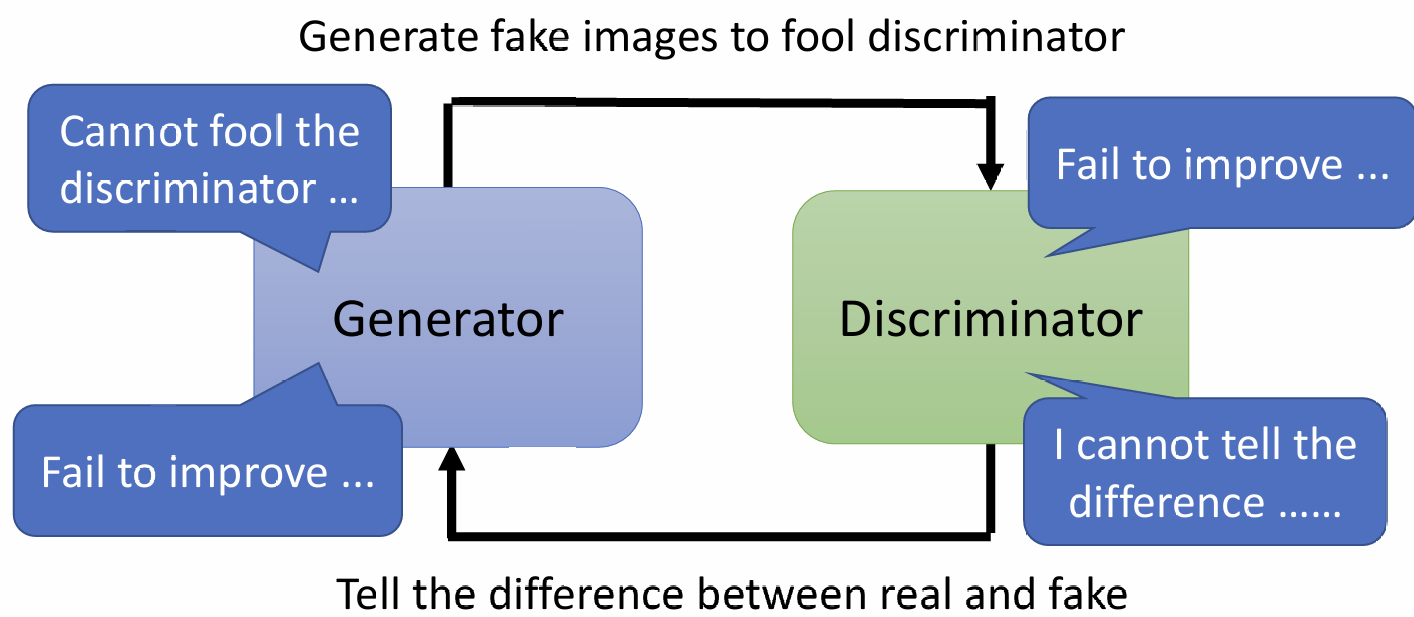 Generate fake images to fool discriminator
Cannot fool the
discriminator ...
Fail to improve ...
Generator
Discriminator
Fail to improve ...
I cannot tell the
difference ......
Tell the difference between real and fake